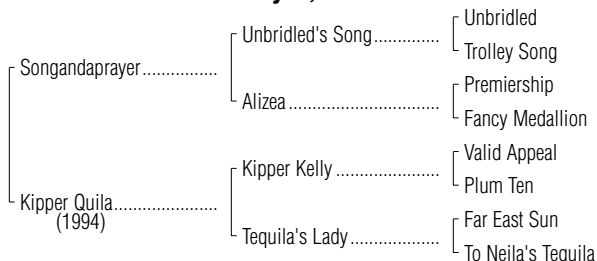 Unbridled
Unbridled's Song..............
Trolley Song
Songandaprayer................
Premiership
Alizea.................................
Fancy Medallion
Valid Appeal
Kipper Kelly......................
Plum Ten
Kipper Quila......................
(1994)
Far East Sun
Tequila's Lady...................
To Neila's Tequila